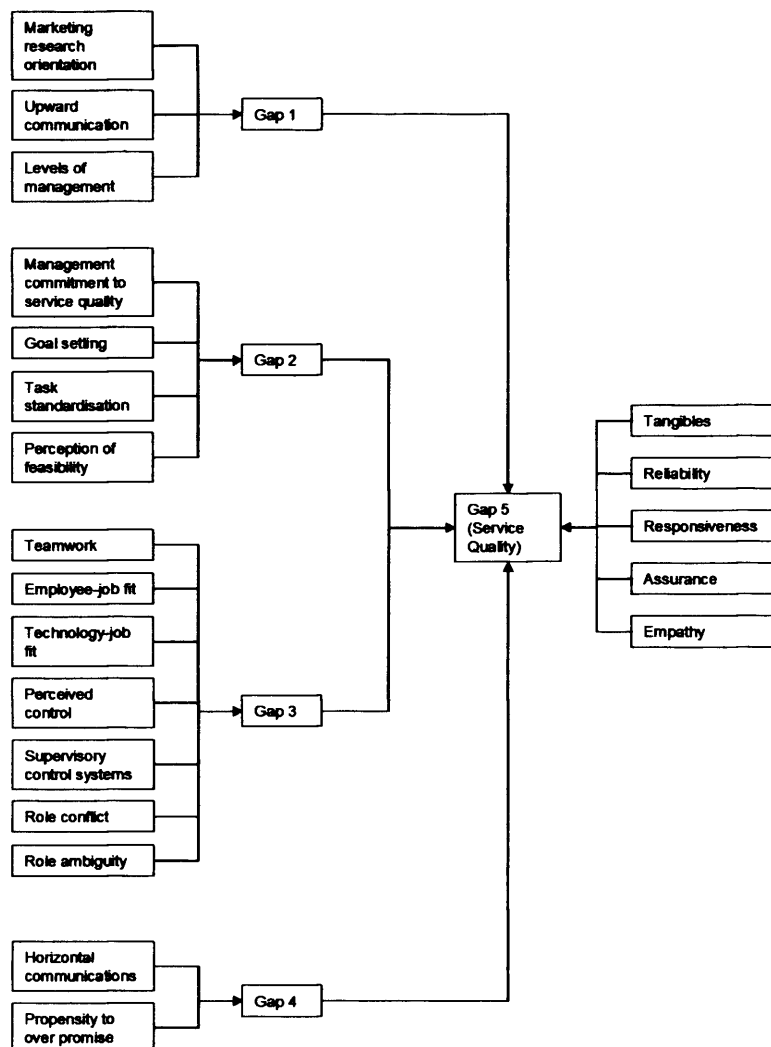 Marketing
research
orientation
Upward
communication
Levels of
management
Gap 1
Management
commitment to
service quality
Goal setting
Task
standardisation
Perception of
feasibility
Gap 2
Teamwork
Employee-job fit
Technology-job
fit
Perceived
control
Supervisory
control systems
Role conflict
Role ambiguity
Gap 3
Horizontal
communications
Propensity to
over promise
Gap 4
Gap 5
(Service
Quality)
Tangibles
Reliability
Responsiveness
Assurance
Empathy